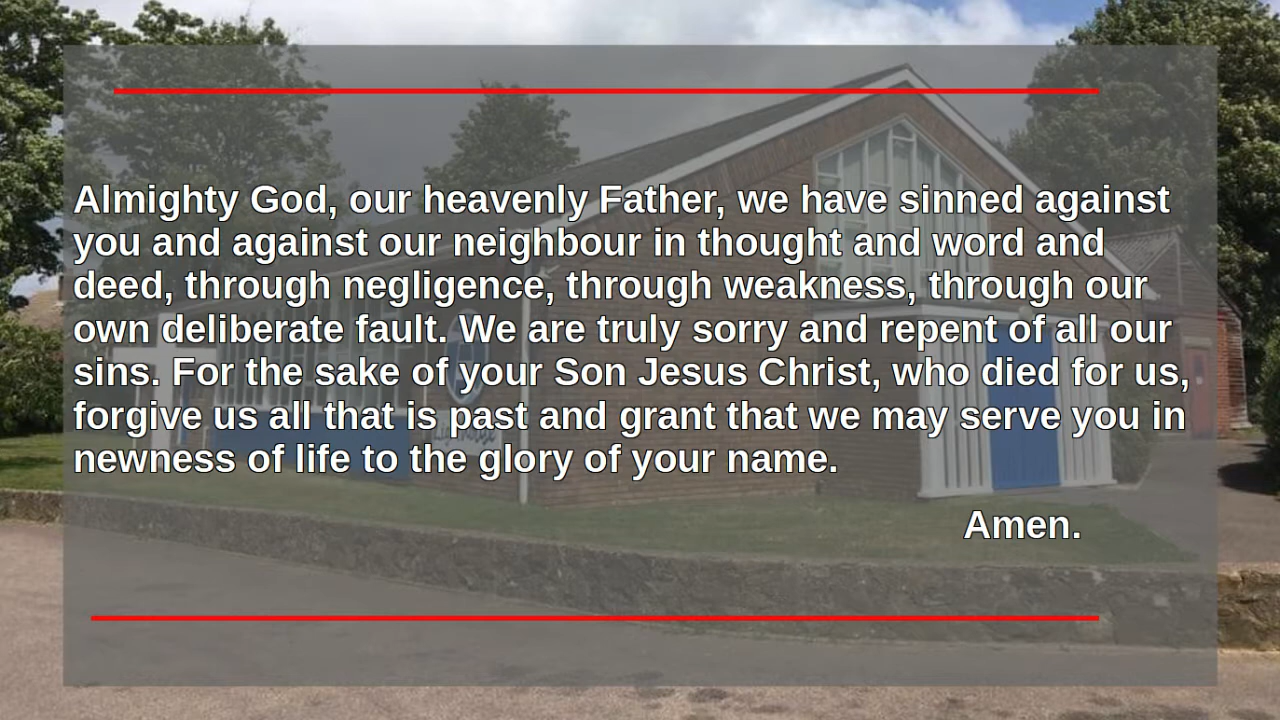 Almighty God, our heavenly Father, we have sinned against
you and against our neighbour in thought and word and
deed, through negligence, through weakness, through our
own deliberate fault. We are truly sorry and repent of all our
sins. For the sake of your Son Jesus Christ, who died for us,
forgive us all that is past and grant that we may serve you in
newness of life to the glory of your name.
Amen.